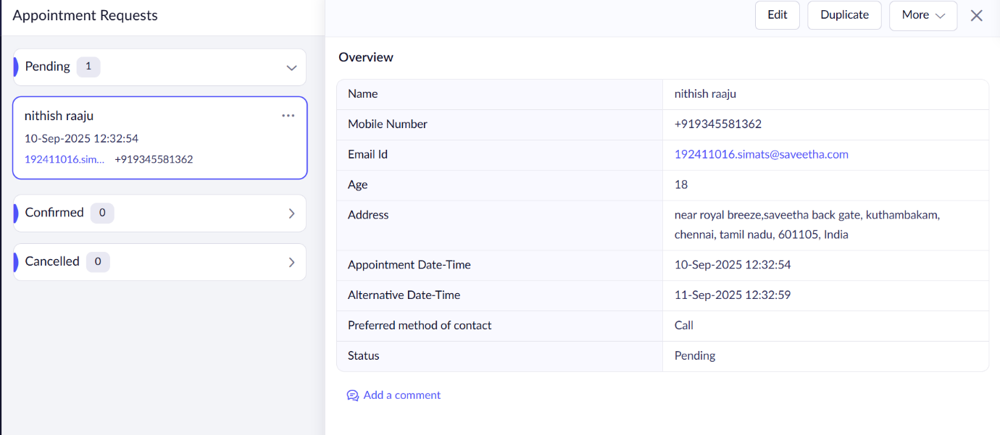 Appointment Requests
Edit
Duplicate
More
Pending 1
nithish raaju
10-Sep-2025 12:32:54
192411016.sim... +919345581362
Confirmed 0
Cancelled 0
Overview
Name nithish raaju
Mobile Number +919345581362
Email Id 192411016.simats@saveetha.com
Age 18
Address near royal breeze,saveetha back gate, kuthambakam,
chennai, tamil nadu, 601105, India
Appointment Date-Time 10-Sep-2025 12:32:54
Alternative Date-Time 11-Sep-2025 12:32:59
Preferred method of contact Call
Status Pending
Add a comment